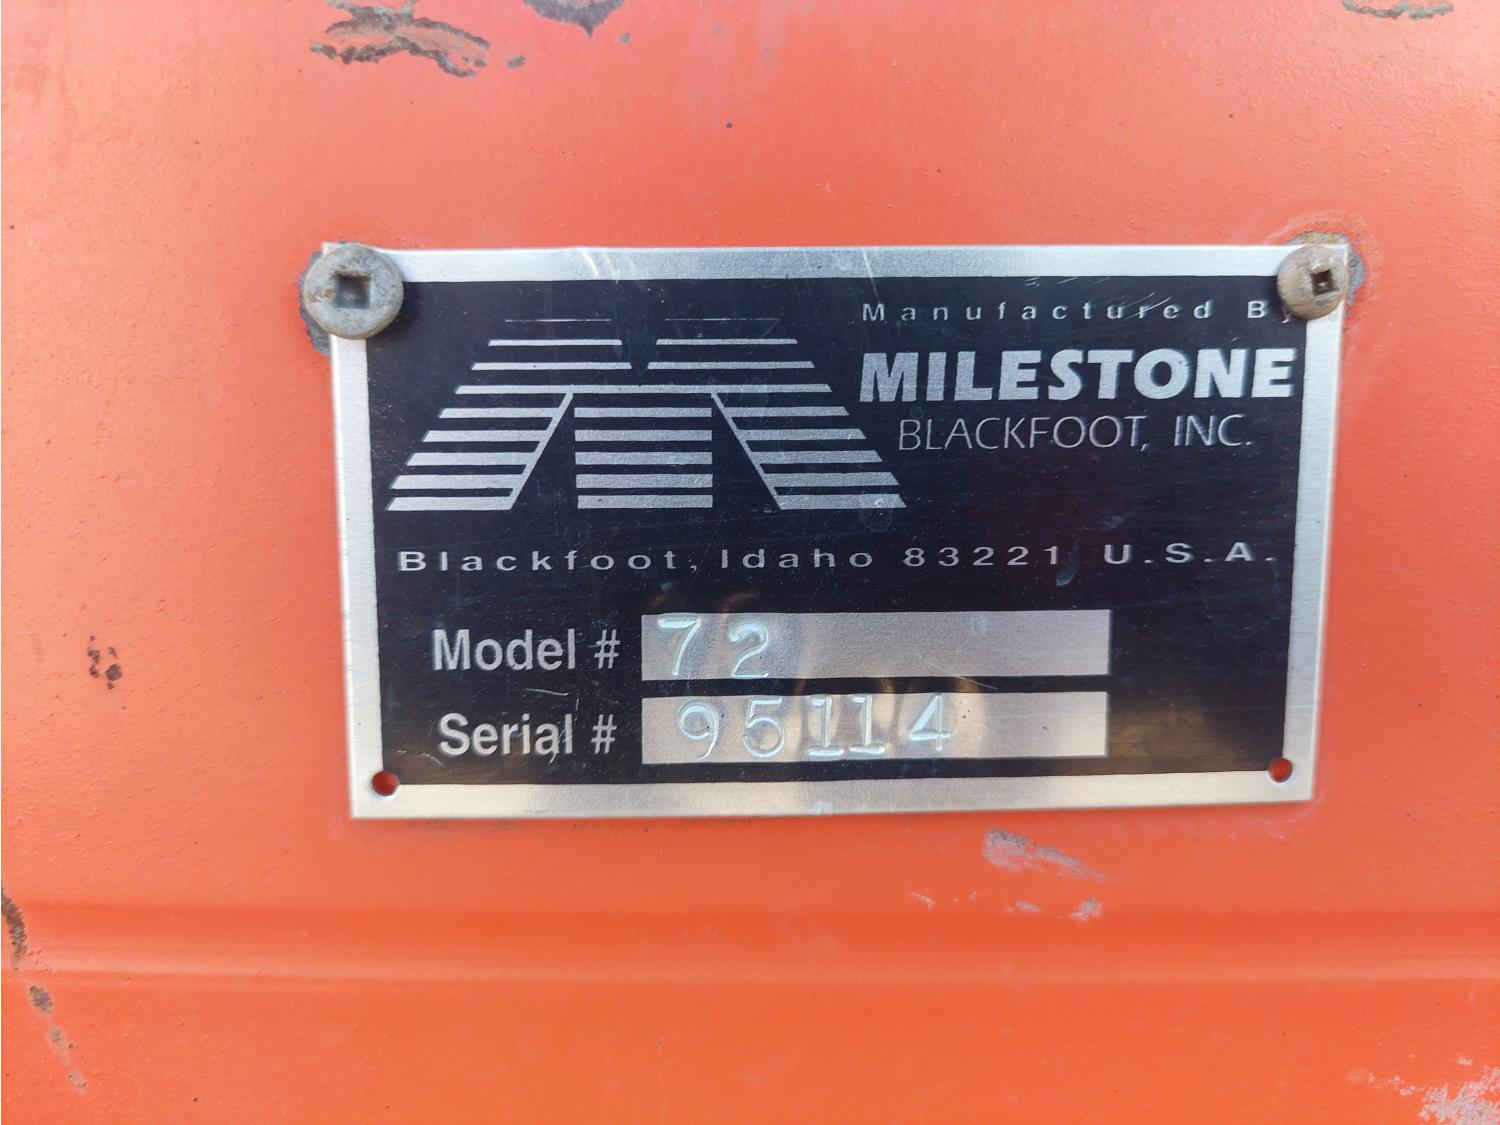 Manufactured By
MILESTONE
BLACKFOOT, INC.
Blackfoot, Idaho 83221 U.S.A.
Model # 72
Serial # 95114